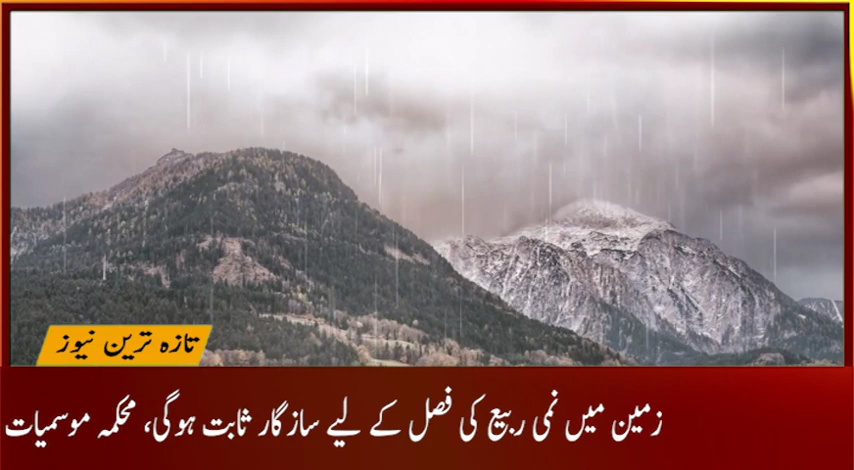 تازہ ترین نیوز
زمین میں نمی ربیع کی فصل کے لیے سازگار ثابت ہوگی، محکمہ موسمیات